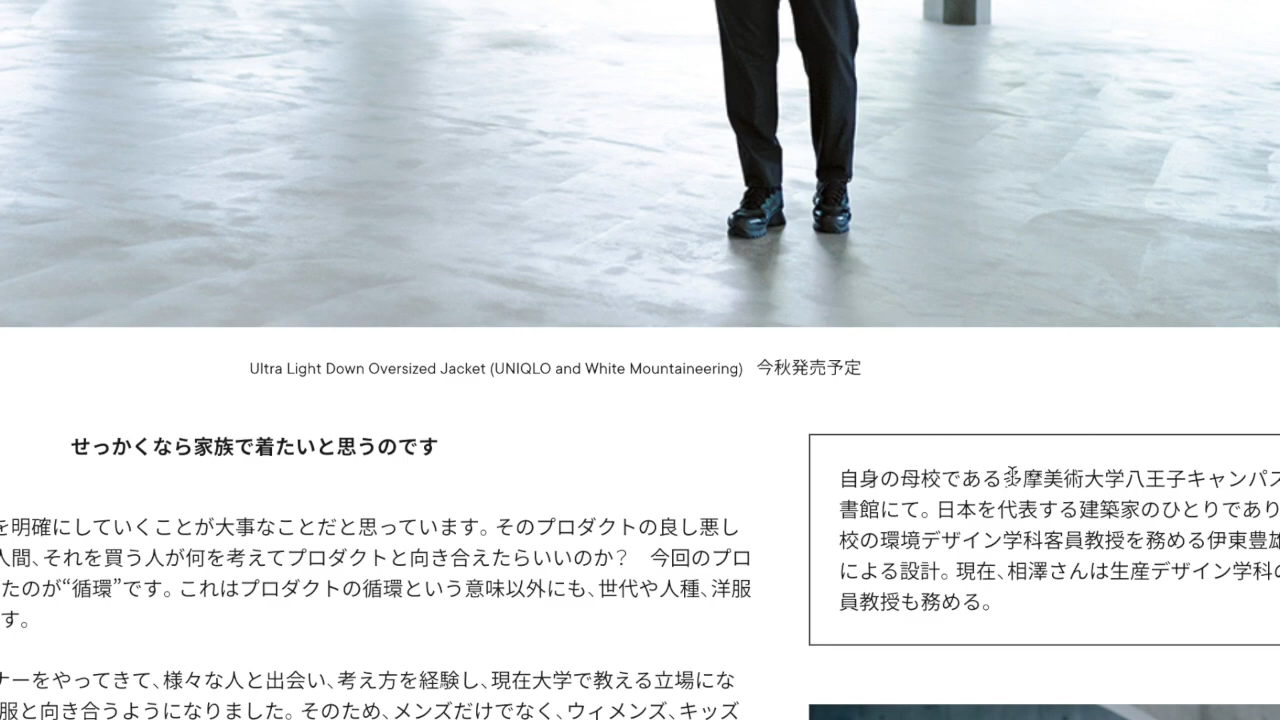 Ultra Light Down Oversized Jacket (UNIQLO and White Mountaineering) 今秋発売予定
せっかくなら家族で着たいと思うのです
を明確にしていくことが大事なことだと思っています。そのプロダクトの良し悪し
人間、それを買う人が何を考えてプロダクトと向き合えたらいいのか？ 今回のプロ
たのが“循環”です。これはプロダクトの循環という意味以外にも、世代や人種、洋服
す。
ナーをやってきて、様々な人と出会い、考え方を経験し、現在大学で教える立場にな
服と向き合うようになりました。そのため、メンズだけでなく、ウィメンズ、キッズ
自身の母校である多摩美術大学八王子キャンパス
書館にて。日本を代表する建築家のひとりであり
校の環境デザイン学科客員教授を務める伊東豊雄
による設計。現在、相澤さんは生産デザイン学科の
員教授も務める。